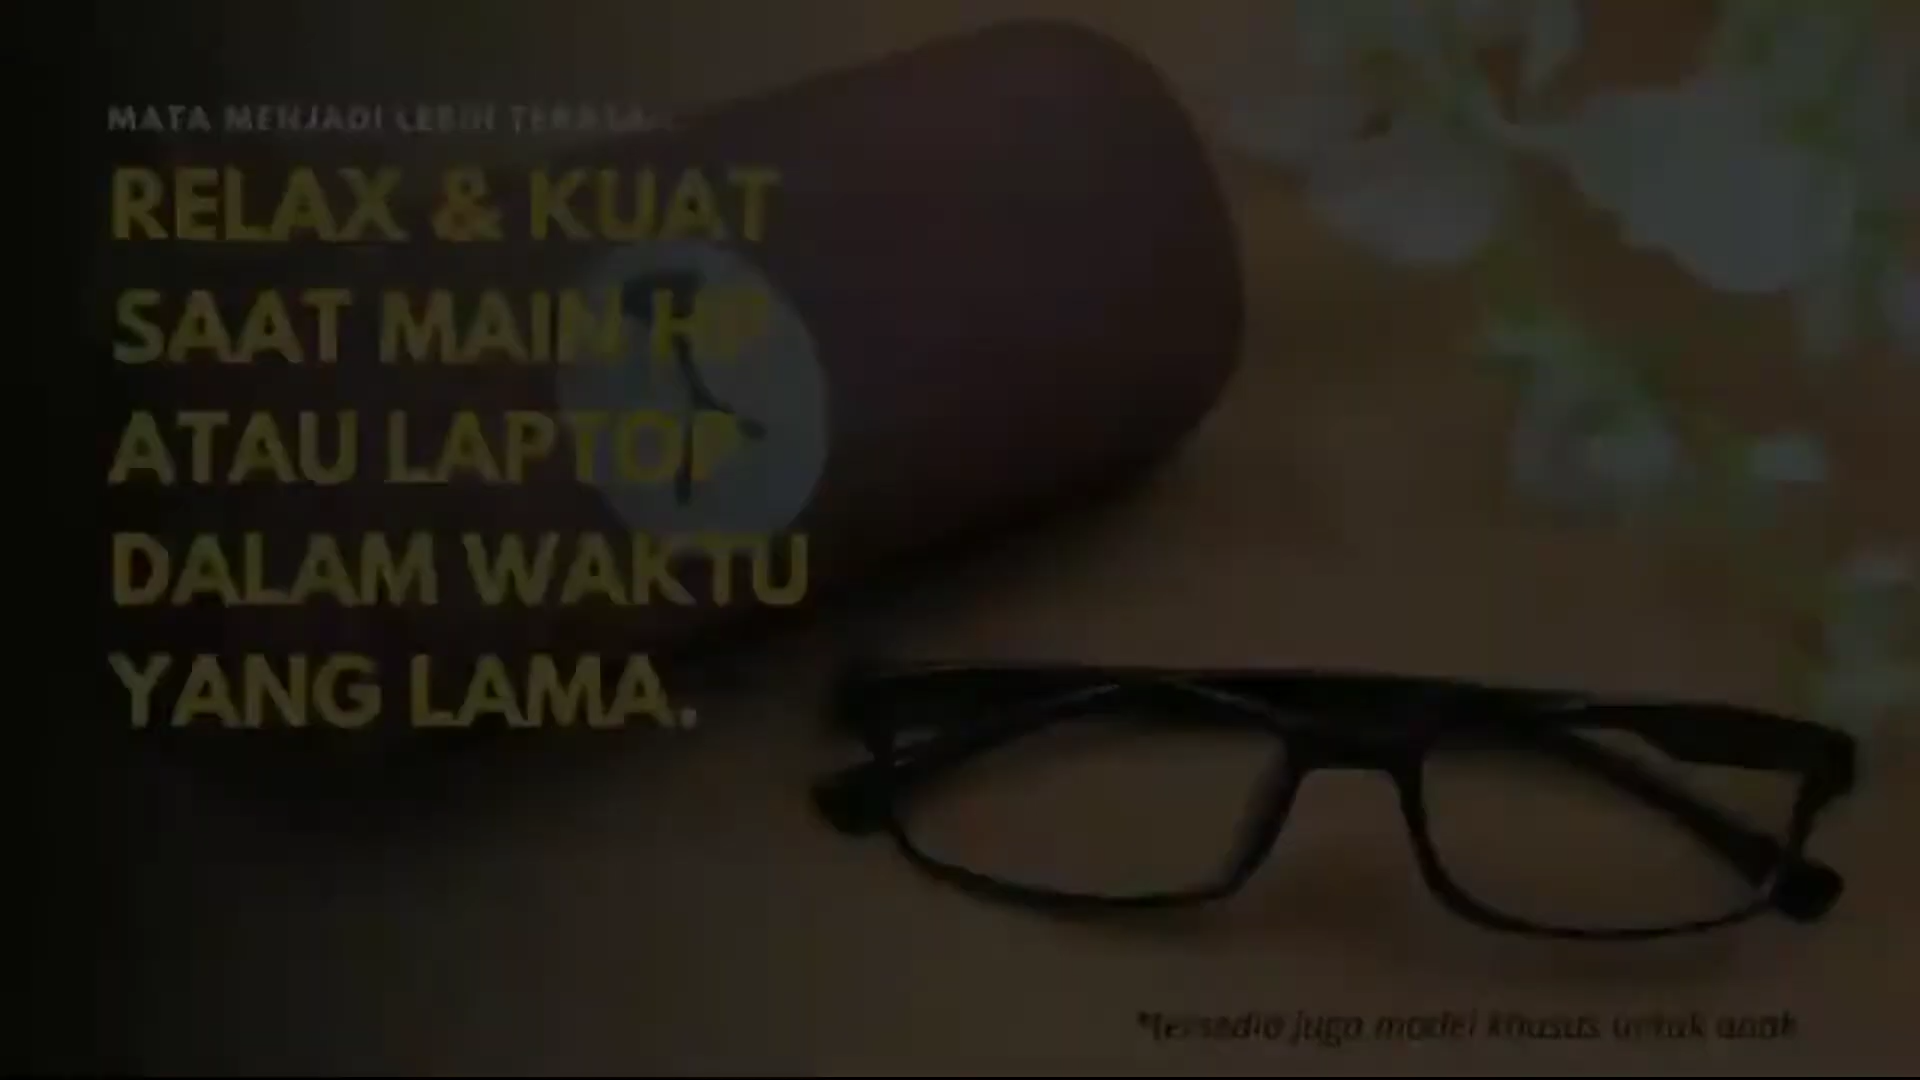 MATA MENJADI LEBIH TERASA...
RELAX & KUAT
SAAT MAIN HP
ATAU LAPTOP
DALAM WAKTU
YANG LAMA.
*Tersedia juga model khusus untuk anak